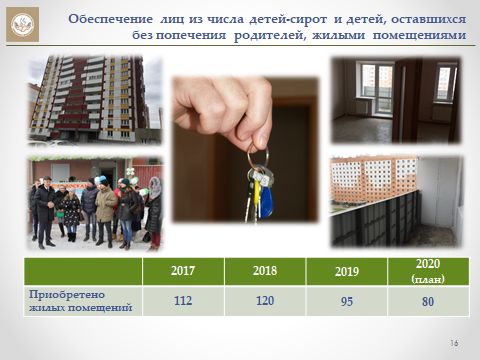 Обеспечение лиц из числа детей-сирот и детей, оставшихся
без попечения родителей, жилыми помещениями
2017 2018 2019 2020
(план)
Приобретено
жилых помещений 112 120 95 80
16